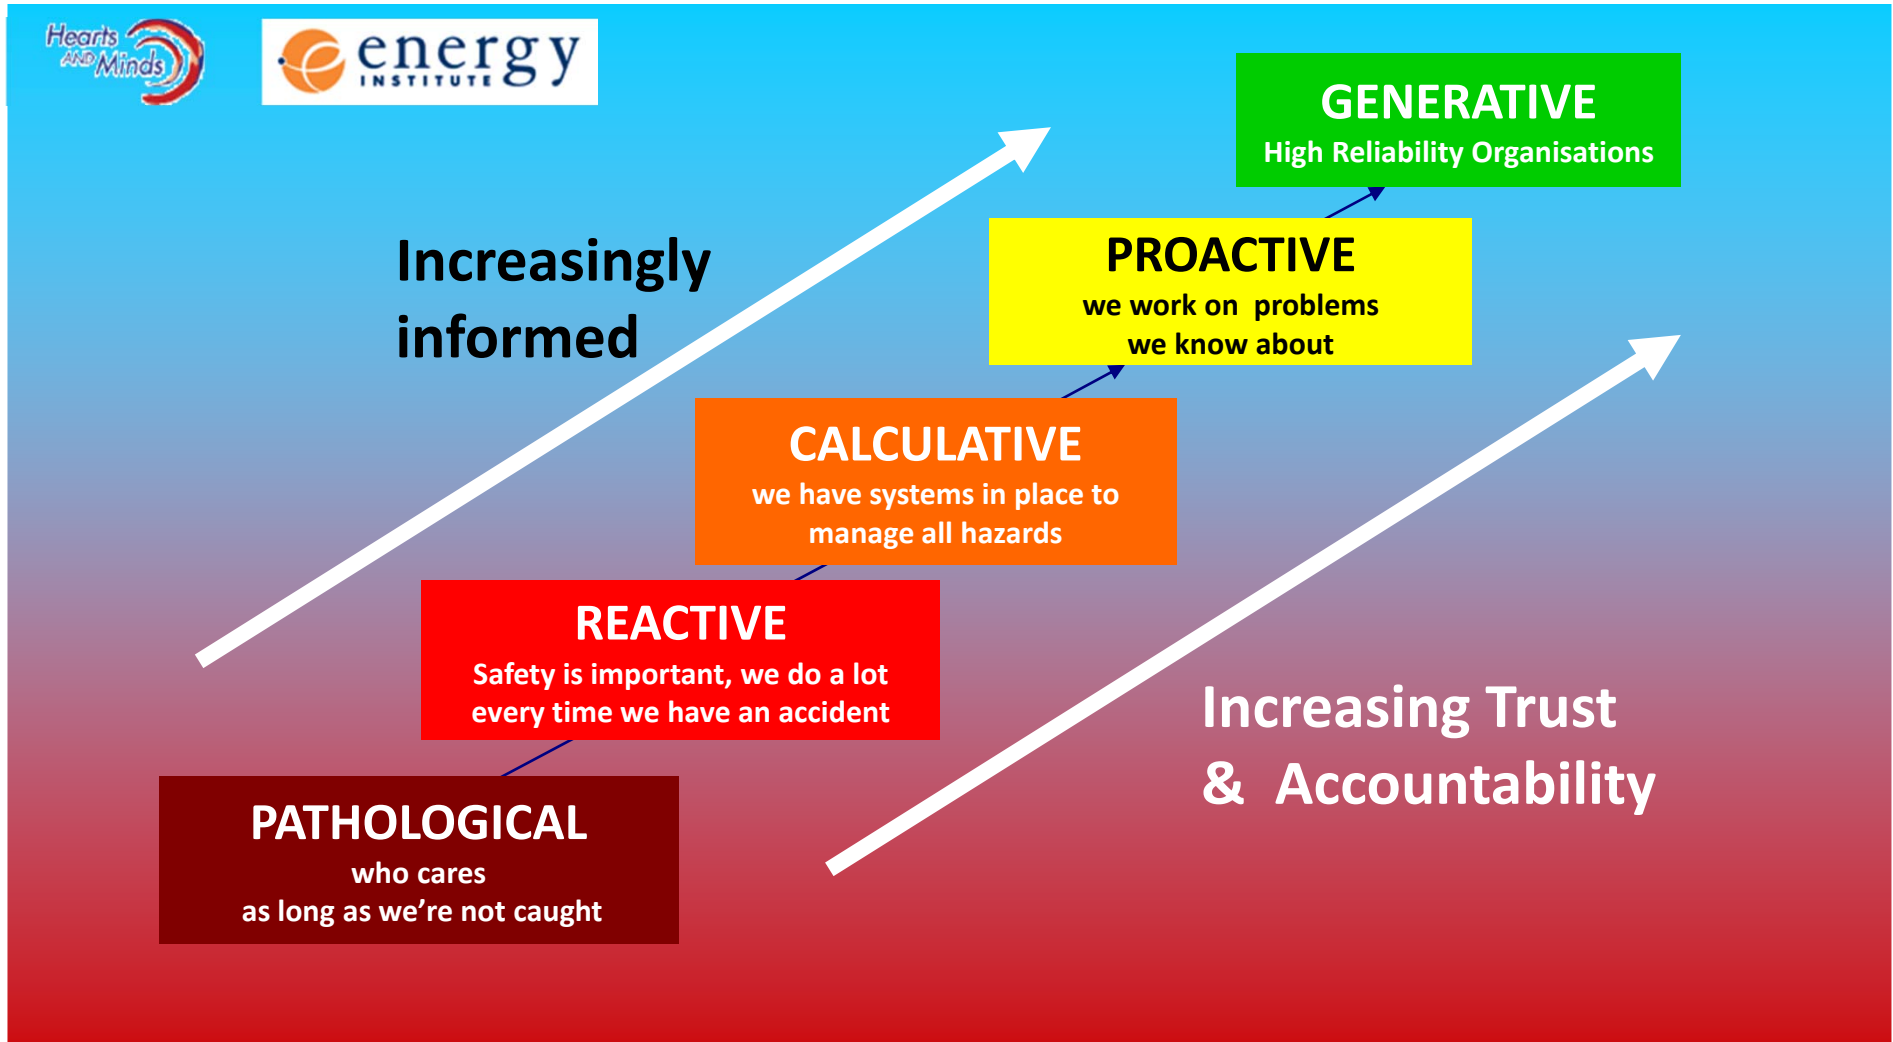 Hearts
AND Minds
energy
INSTITUTE
GENERATIVE
High Reliability Organisations
PROACTIVE
we work on  problems
we know about
Increasingly
informed
CALCULATIVE
we have systems in place to
manage all hazards
REACTIVE
Safety is important, we do a lot
every time we have an accident
Increasing Trust
&  Accountability
PATHOLOGICAL
who cares
as long as we’re not caught